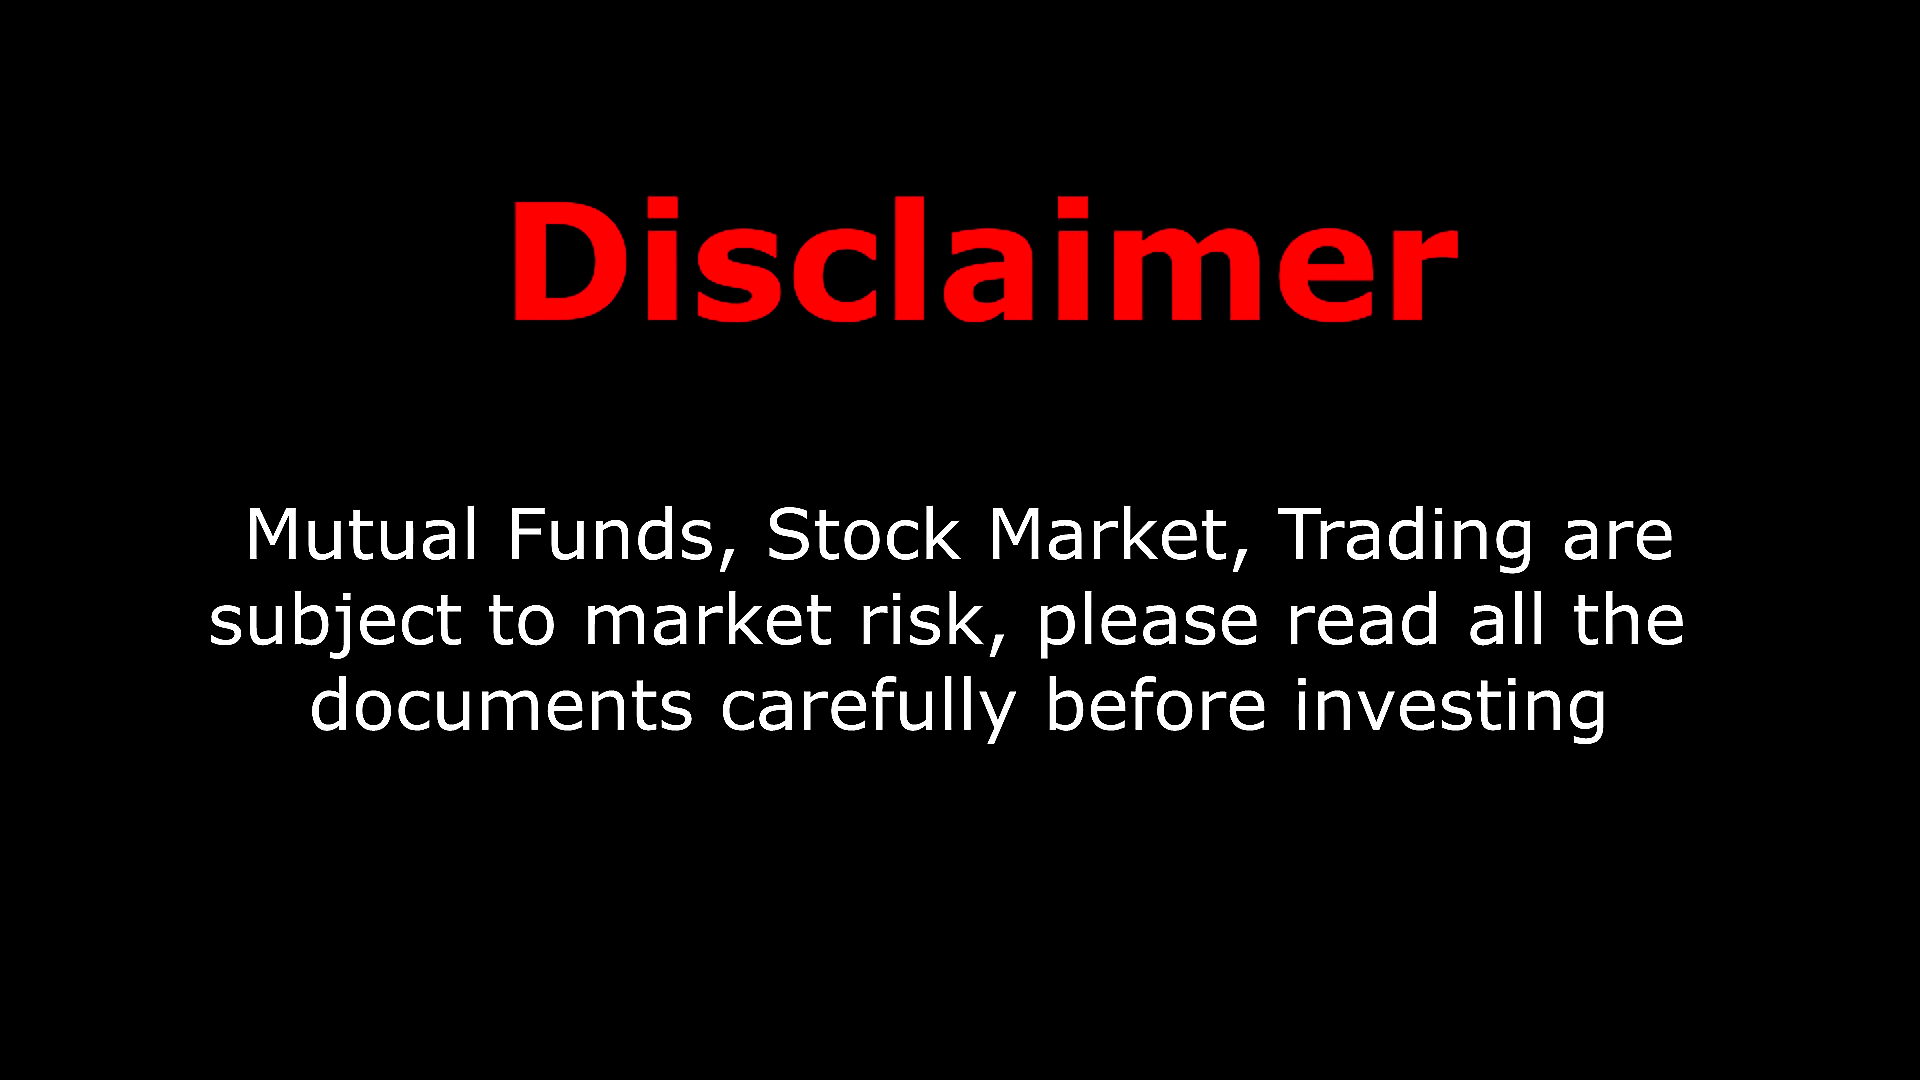 Disclaimer
Mutual Funds, Stock Market, Trading are
subject to market risk, please read all the
documents carefully before investing